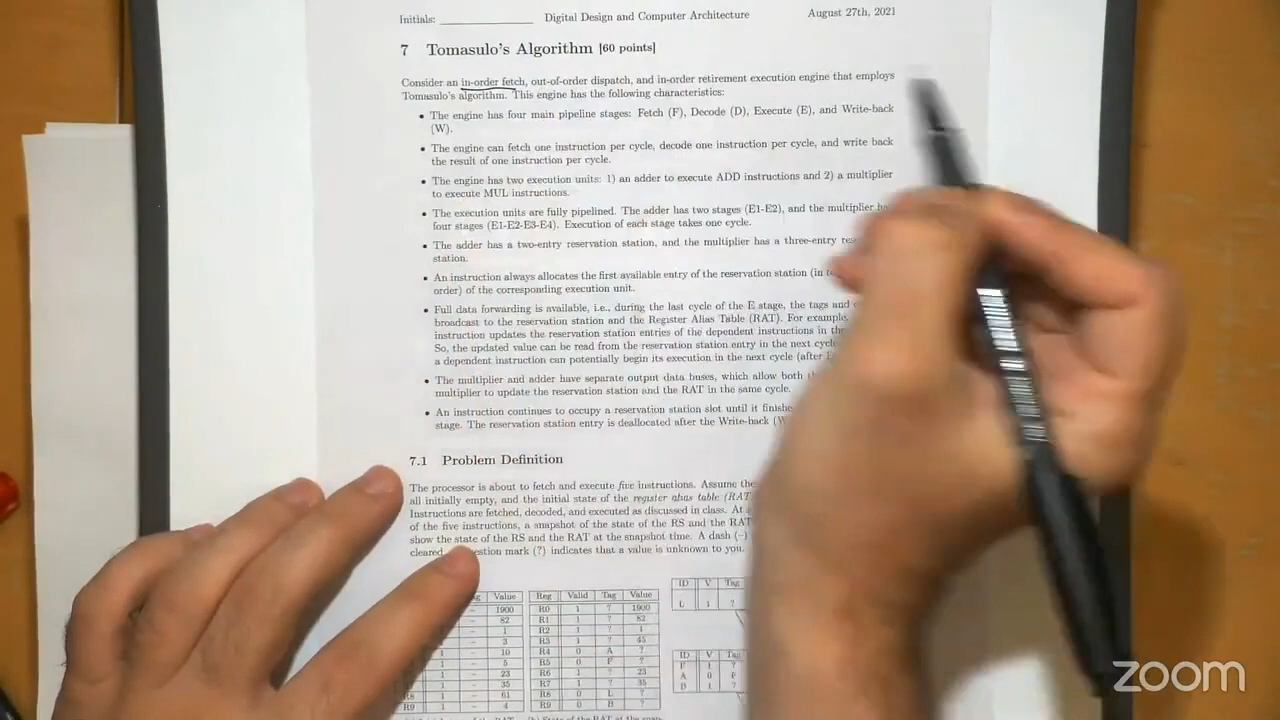 Initials: Digital Design and Computer Architecture August 27th, 2021
7 Tomasulo's Algorithm [60 points]
Consider an in-order fetch, out-of-order dispatch, and in-order retirement execution engine that employs
Tomasulo's algorithm. This engine has the following characteristics:
• The engine has four main pipeline stages: Fetch (F), Decode (D), Execute (E), and Write-back
(W).
• The engine can fetch one instruction per cycle, decode one instruction per cycle, and write back
the result of one instruction per cycle.
• The engine has two execution units: 1) an adder to execute ADD instructions and 2) a multiplier
to execute MUL instructions.
• The execution units are fully pipelined. The adder has two stages (E1-E2), and the multiplier
four stages (E1-E2-E3-E4). Execution of each stage takes one cycle.
• The adder has a two-entry reservation station, and the multiplier has a three-entry
station.
• An instruction always allocates the first available entry of the reservation station (in
order) of the corresponding execution unit.
• Full data forwarding is available, i.e., during the last cycle of the E stage, the tags and
broadcast to the reservation station and the Register Alias Table (RAT). For example,
instruction updates the reservation station entries of the dependent instructions in
So, the updated value can be read from the reservation station entry in the next
a dependent instruction can potentially begin its execution in the next cycle (after
• The multiplier and adder have separate output data buses, which allow both
multiplier to update the reservation station and the RAT in the same cycle.
• An instruction continues to occupy a reservation station slot until it
stage. The reservation station entry is deallocated after the Write-back
7.1 Problem Definition
The processor is about to fetch and execute five instructions. Assume the
all initially empty, and the initial state of the register alias table (RAT
Instructions are fetched, decoded, and executed as discussed in class. At
of the five instructions, a snapshot of the state of the RS and the RAT
show the state of the RS and the RAT at the snapshot time. A dash (–)
cleared. mark (?) indicates that a value is unknown to you.
Value Reg Valid Tag Value ID V Tag
1900 R0 1 ? 1900
82 R1 1 ? 82 L 1 ?
1 R2 1 ? 1
3 R3 1 ? 45
1 – 10 R4 0 A ?
1 – 5 R5 0 F ? ID V Tag
1 – 23 R6 1 ? 23 F 1 ?
1 – 35 R7 1 ? 35 A 0 F
R8 1 – 61 R8 0 L ? B 1 ?
R9 1 – 4 R9 0 B ?
zoom